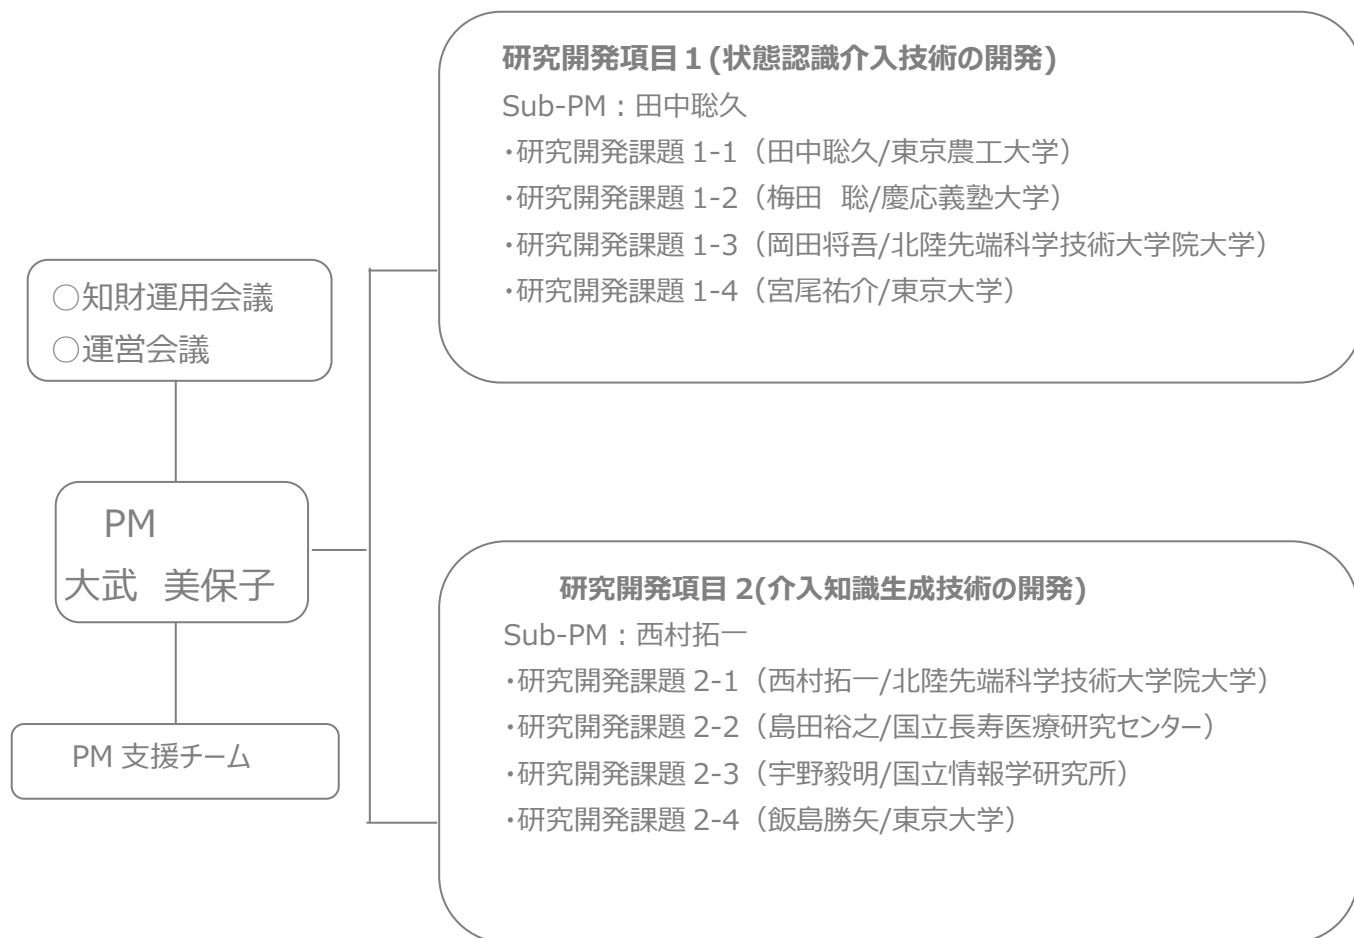 研究開発項目 1 (状態認識介入技術の開発)
Sub-PM：田中聡久
・研究開発課題 1-1（田中聡久/東京農工大学）
・研究開発課題 1-2（梅田　聡/慶応義塾大学）
・研究開発課題 1-3（岡田将吾/北陸先端科学技術大学院大学）
・研究開発課題 1-4（宮尾祐介/東京大学）
○知財運用会議
○運営会議
PM
大武　美保子
PM 支援チーム
研究開発項目 2(介入知識生成技術の開発)
Sub-PM：西村拓一
・研究開発課題 2-1（西村拓一/北陸先端科学技術大学院大学）
・研究開発課題 2-2（島田裕之/国立長寿医療研究センター）
・研究開発課題 2-3（宇野毅明/国立情報学研究所）
・研究開発課題 2-4（飯島勝矢/東京大学）